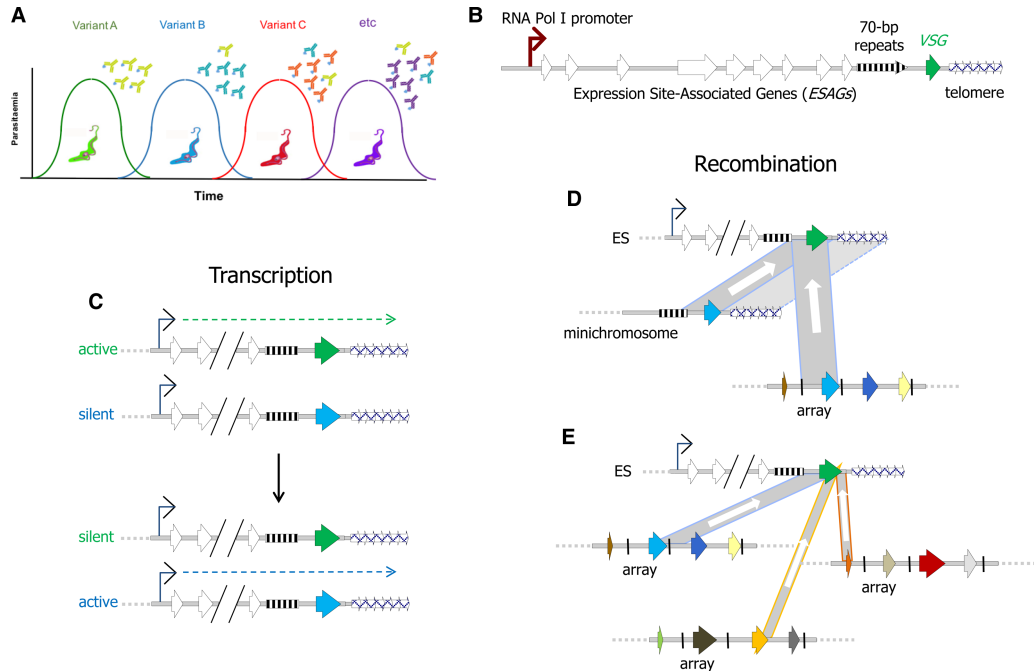 A
Variant A
Variant B
Variant C
etc
Parasitaemia
Time
B
RNA Pol I promoter
70-bp
repeats
VSG
Expression Site-Associated Genes (ESAGs)
telomere
Transcription
C
active
silent
silent
active
Recombination
D
ES
minichromosome
array
E
ES
array
array
array